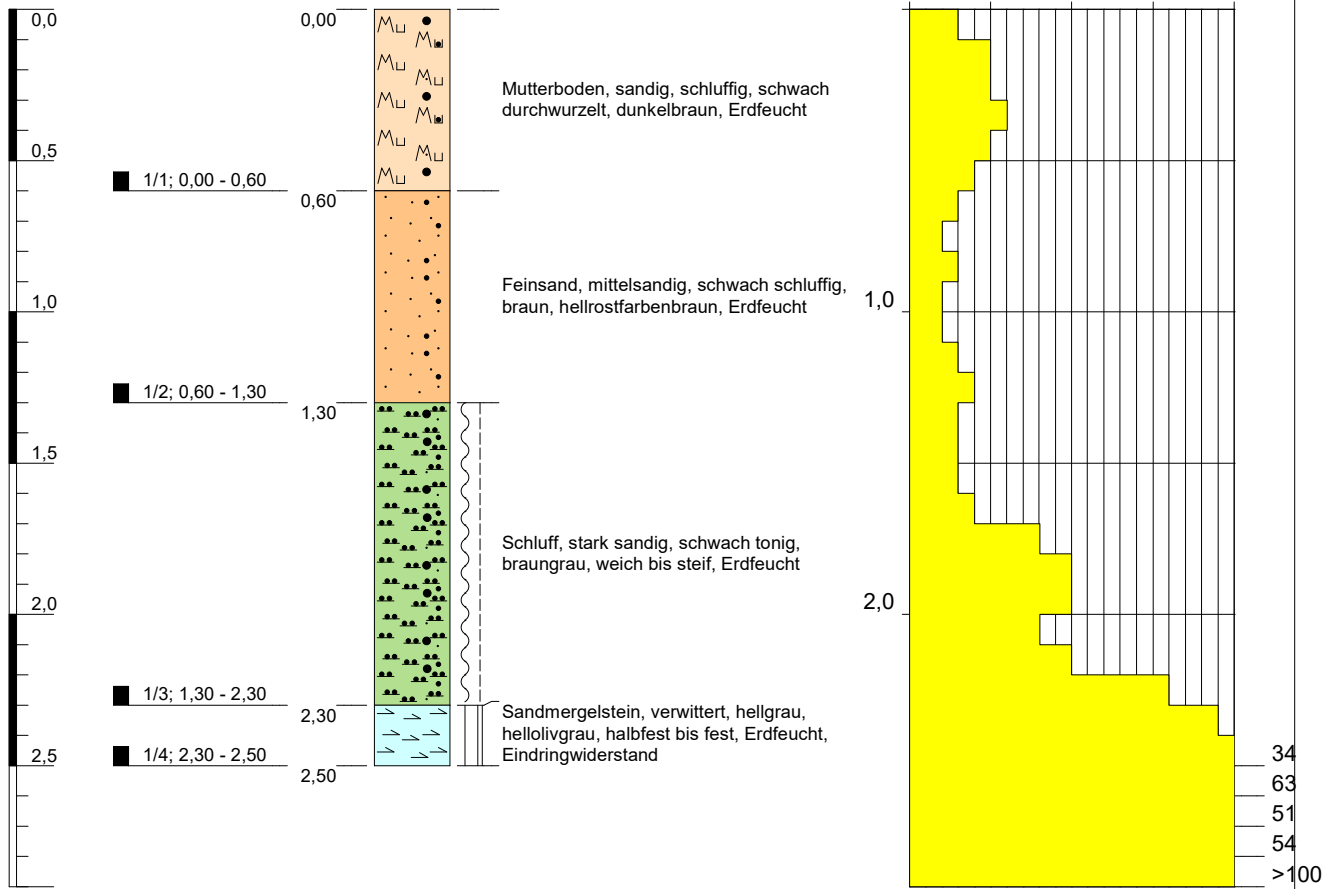 0,0
0,5
1,0
1,5
2,0
2,5
1/1; 0,00 - 0,60
1/2; 0,60 - 1,30
1/3; 1,30 - 2,30
1/4; 2,30 - 2,50
0,00
0,60
1,30
2,30
2,50
Mutterboden, sandig, schluffig, schwach
durchwurzelt, dunkelbraun, Erdfeucht
Feinsand, mittelsandig, schwach schluffig,
braun, hellrostfarbenbraun, Erdfeucht
Schluff, stark sandig, schwach tonig,
braungrau, weich bis steif, Erdfeucht
Sandmergelstein, verwittert, hellgrau,
hellolivgrau, halbfest bis fest, Erdfeucht,
Eindringwiderstand
1,0
2,0
34
63
51
54
>100